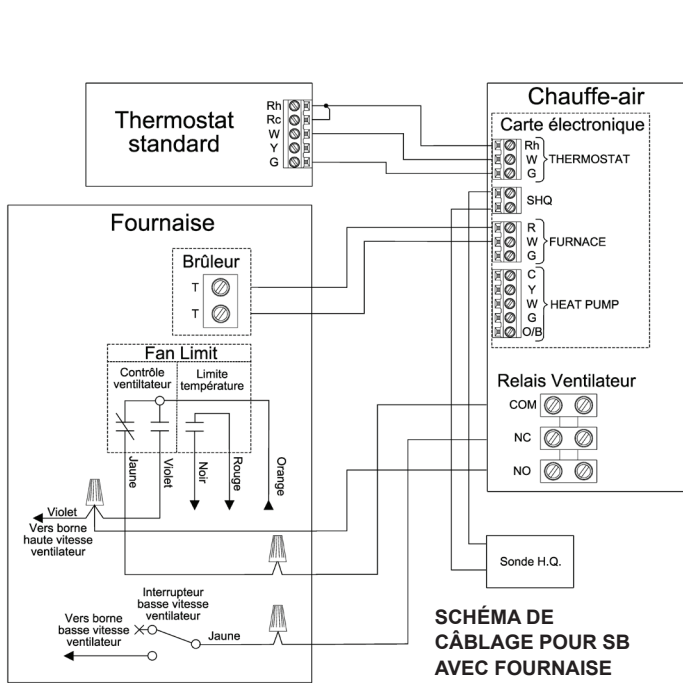 Thermostat
standard
Rh
Rc
W
Y
G
Chauffe-air
Carte électronique
Rh
W
G
THERMOSTAT
SHQ
R
W
G
FURNACE
C
Y
W
G
O/B
HEAT PUMP
Relais Ventilateur
COM
NC
NO
Fournaise
Brûleur
T
T
Fan Limit
Contrôle
ventiltateur
Limite
température
Jaune
Violet
Noir
Rouge
Orange
Violet
Vers borne
haute vitesse
ventilateur
Interrupteur
basse vitesse
ventilateur
Vers borne
basse vitesse
ventilateur
Jaune
Sonde H.Q.
SCHÉMA DE
CÂBLAGE POUR SB
AVEC FOURNAISE